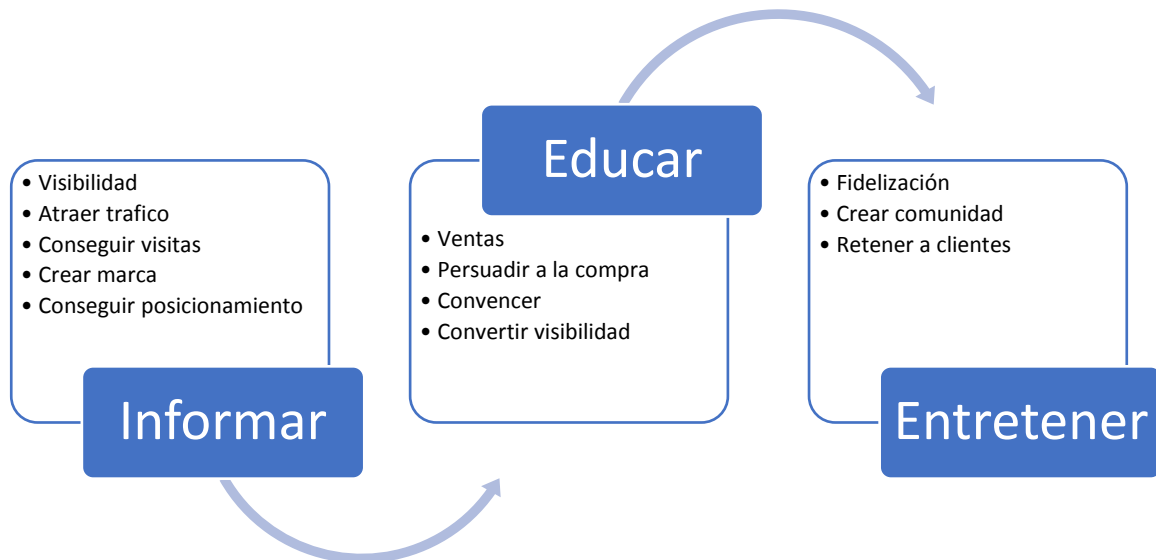 • Visibilidad
• Atraer trafico
• Conseguir visitas
• Crear marca
• Conseguir posicionamiento
Informar
Educar
• Ventas
• Persuadir a la compra
• Convencer
• Convertir visibilidad
• Fidelización
• Crear comunidad
• Retener a clientes
Entretener